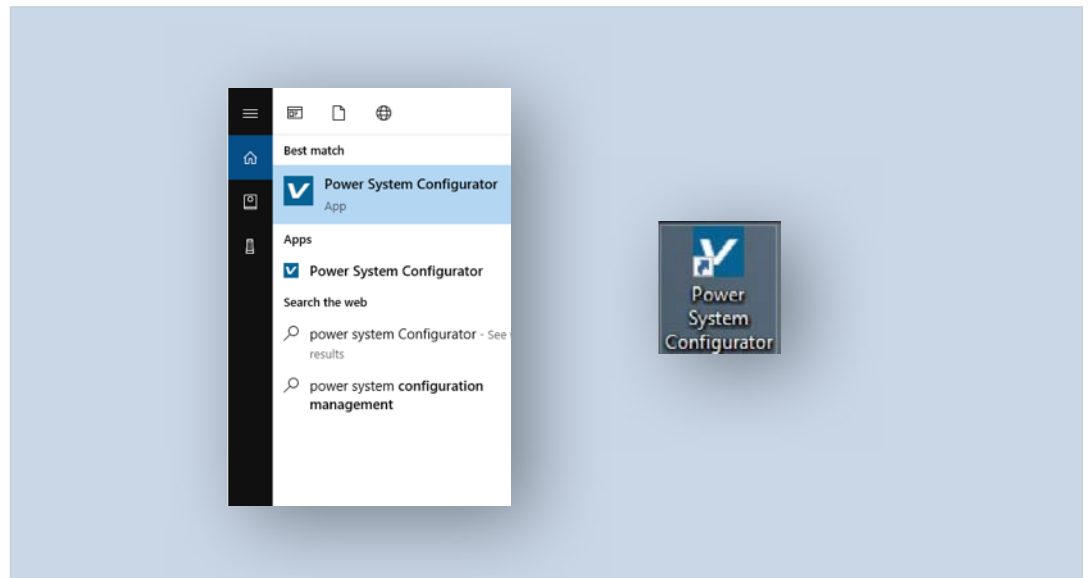 Best match
Power System Configurator
App
Apps
Power System Configurator
Search the web
power system Configurator - See
results
power system configuration
management
Power
System
Configurator